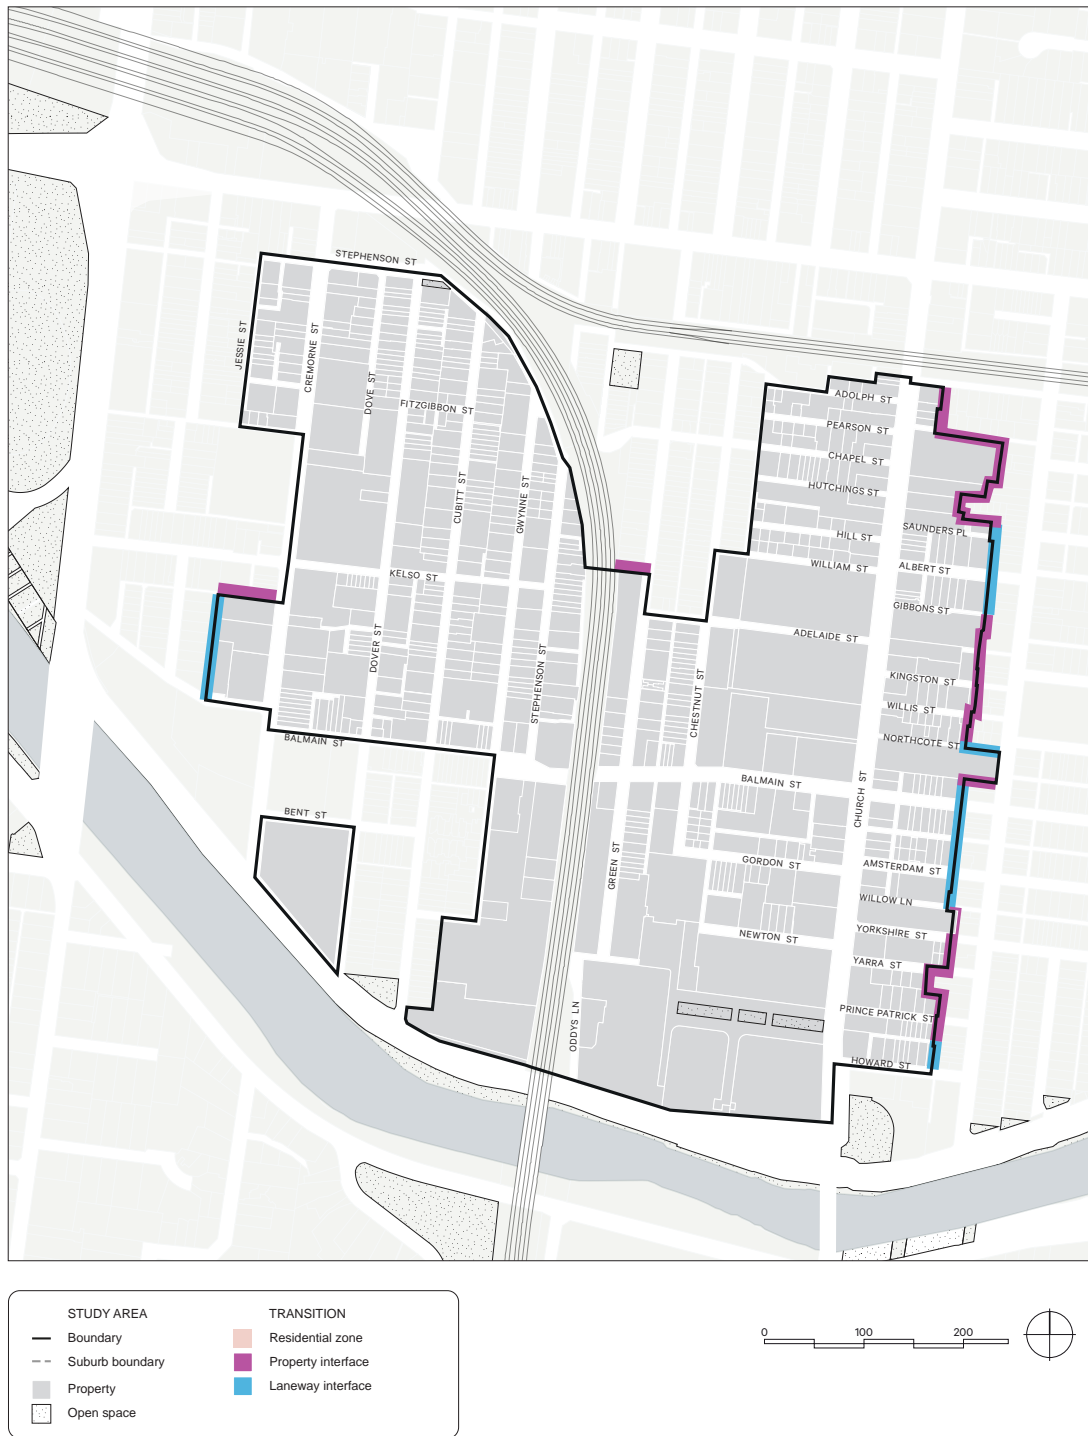 STEPHENSON ST
JESSIE ST
CREMORNE ST
DOVE ST
FITZGIBBON ST
CUBITT ST
GWYNNE ST
KELSO ST
DOVER ST
STEPHENSON ST
BALMAIN ST
BENT ST
ADOLPH ST
PEARSON ST
CHAPEL ST
HUTCHINGS ST
SAUNDERS PL
HILL ST
WILLIAM ST
ALBERT ST
GIBBONS ST
ADELAIDE ST
KINGSTON ST
CHESTNUT ST
WILLIS ST
NORTHCOTE ST
BALMAIN ST
CHURCH ST
GREEN ST
GORDON ST
AMSTERDAM ST
WILLOW LN
NEWTON ST
YORKSHIRE ST
YARRA ST
ODDYS LN
PRINCE PATRICK ST
HOWARD ST
STUDY AREA
Boundary
Suburb boundary
Property
Open space
TRANSITION
Residential zone
Property interface
Laneway interface
0 100 200